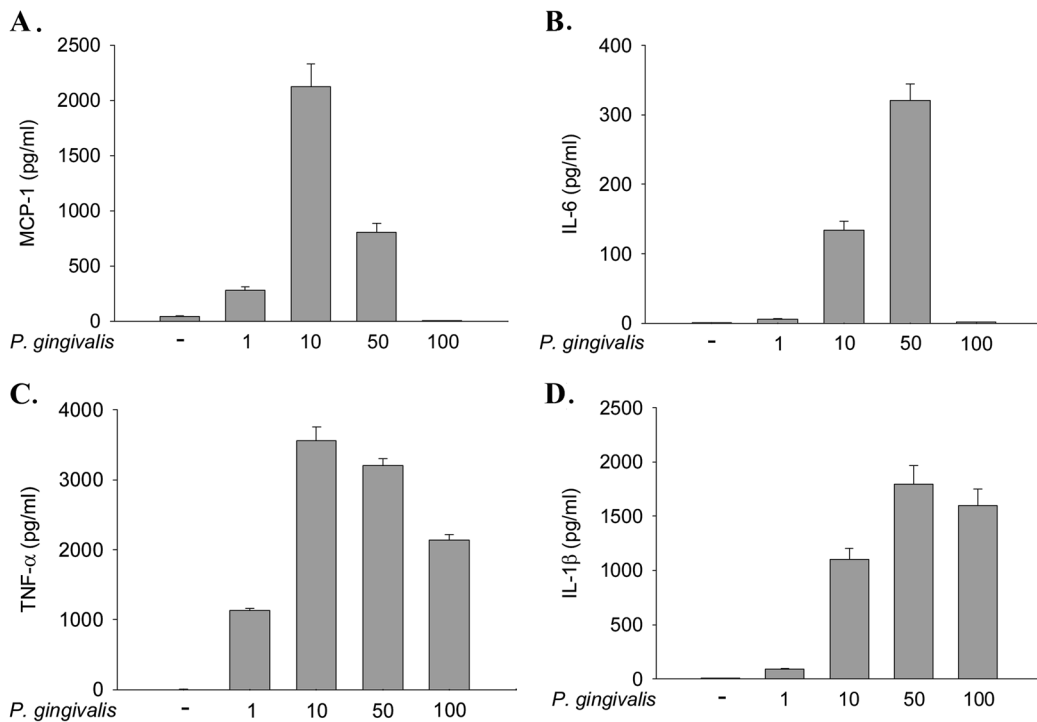 A.
B.
2500
2000
1500
1000
500
0
MCP-1 (pg/ml)
P. gingivalis - 1 10 50 100
400
300
200
100
0
IL-6 (pg/ml)
P. gingivalis - 1 10 50 100
C.
D.
4000
3000
2000
1000
0
TNF-α (pg/ml)
P. gingivalis - 1 10 50 100
2500
2000
1500
1000
500
0
IL-1β (pg/ml)
P. gingivalis - 1 10 50 100